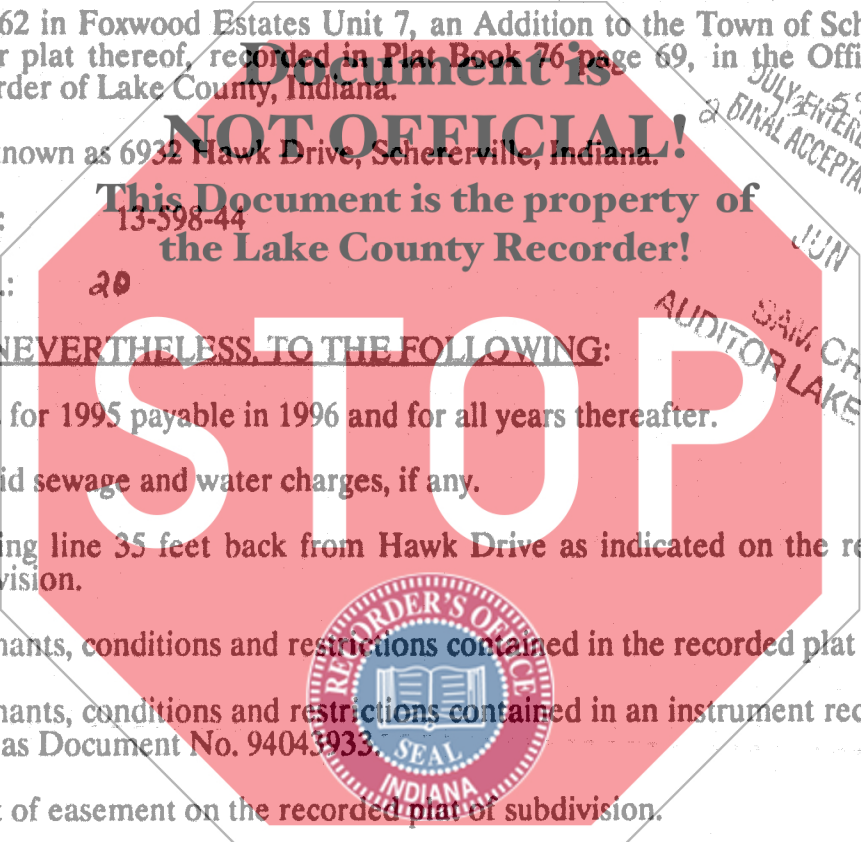 62 in Foxwood Estates Unit 7, an Addition to the Town of Sch
r plat thereof, recorded in Plat Book 76 page 69, in the Offi
rder of Lake County, Indiana.
Document is
NOT OFFICIAL!
This Document is the property of
the Lake County Recorder!
DULY ENTERE
FINAL ACCEPTA
known as 6932 Hawk Drive, Schererville, Indiana.
: 13-598-44
JUN
.: 20
SAM
AUDITOR LAKE
STOP
NEVERTHELESS, TO THE FOLLOWING:
s for 1995 payable in 1996 and for all years thereafter.
id sewage and water charges, if any.
ing line 35 feet back from Hawk Drive as indicated on the re
vision.
nants, conditions and restrictions contained in the recorded plat
nants, conditions and restrictions contained in an instrument rec
as Document No. 94043933.
t of easement on the recorded plat of subdivision.
RECORDER'S OFFICE
SEAL
INDIANA